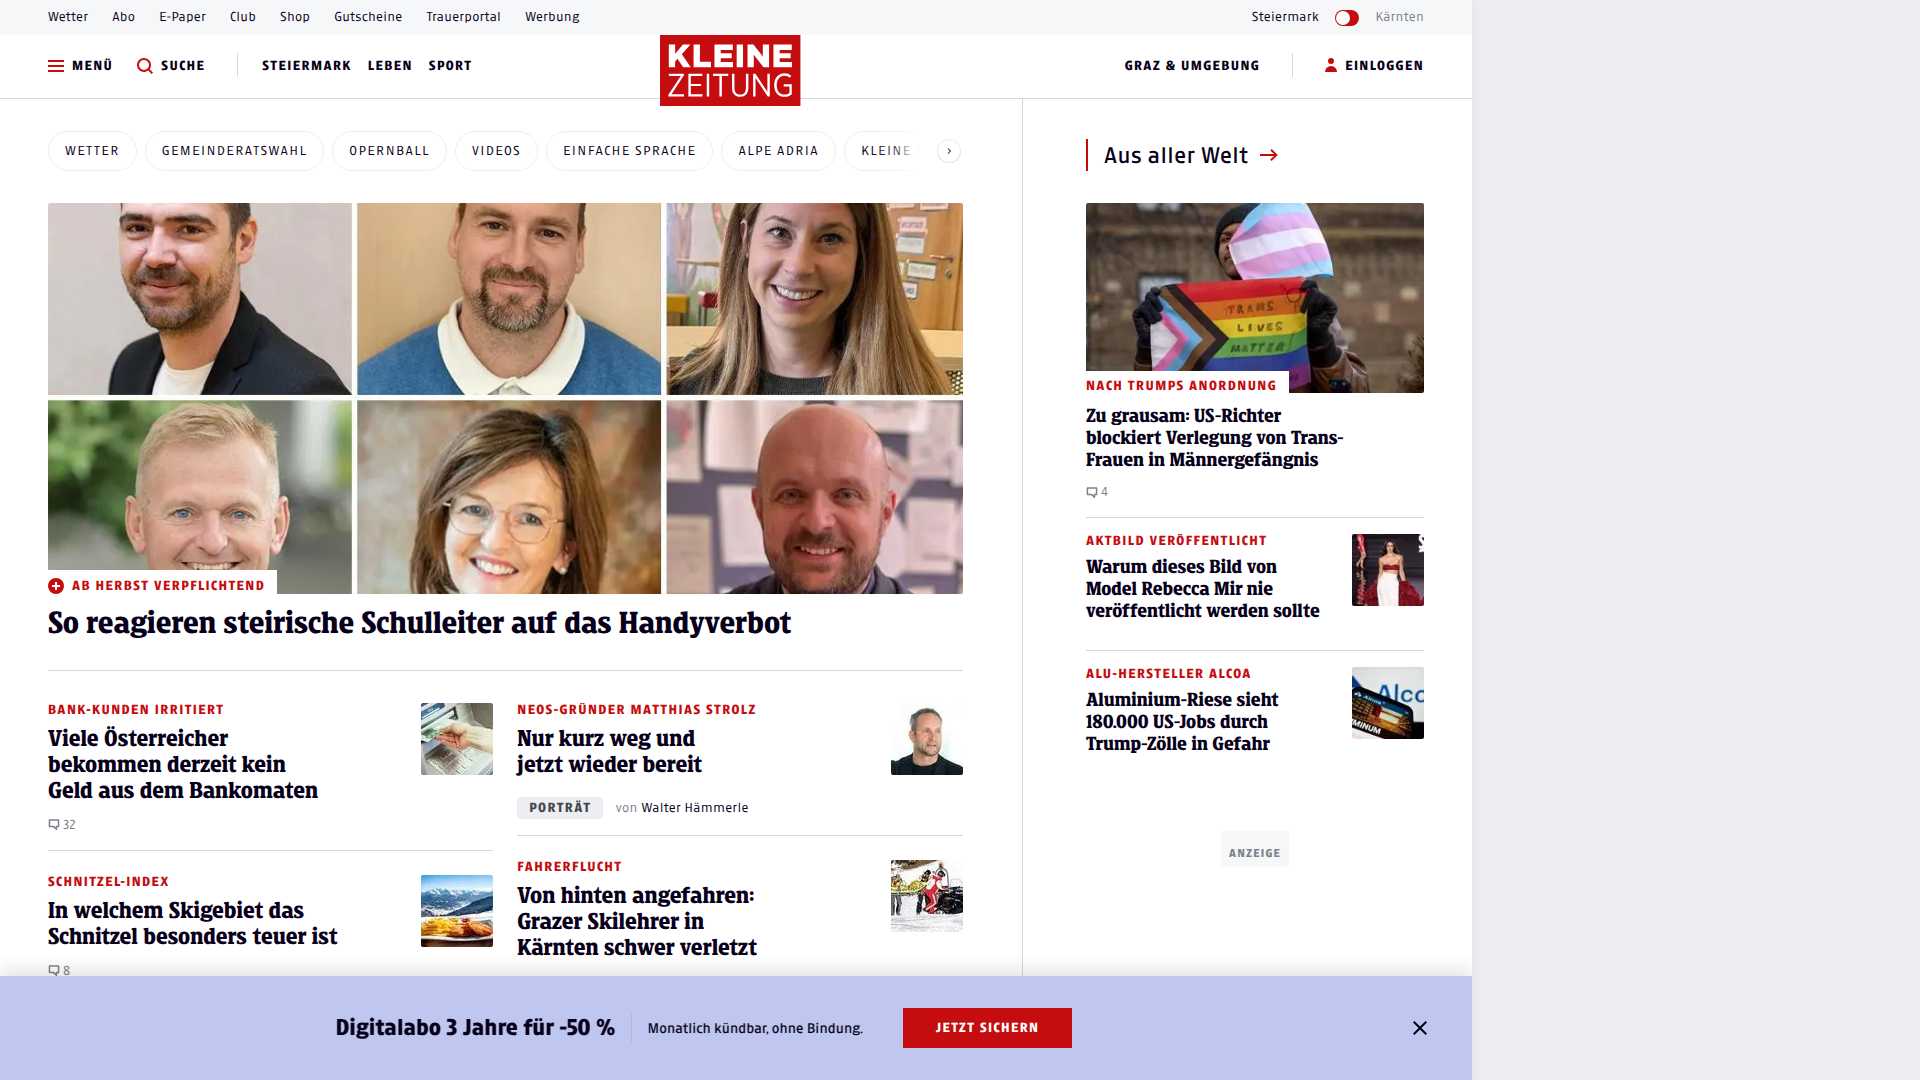 Wetter Abo E-Paper Club Shop Gutscheine Trauerportal Werbung Steiermark Kärnten
MENÜ SUCHE STEIERMARK LEBEN SPORT KLEINE ZEITUNG GRAZ & UMGEBUNG EINLOGGEN
WETTER GEMEINDERATSWAHL OPERNBALL VIDEOS EINFACHE SPRACHE ALPE ADRIA KLEINE
AB HERBST VERPFLICHTEND
So reagieren steirische Schulleiter auf das Handyverbot
BANK-KUNDEN IRRITIERT
Viele Österreicher
bekommen derzeit kein
Geld aus dem Bankomaten
32
SCHNITZEL-INDEX
In welchem Skigebiet das
Schnitzel besonders teuer ist
8
NEOS-GRÜNDER MATTHIAS STROLZ
Nur kurz weg und
jetzt wieder bereit
PORTRÄT von Walter Hämmerle
FAHRERFLUCHT
Von hinten angefahren:
Grazer Skilehrer in
Kärnten schwer verletzt
Aus aller Welt
TRANS
LIVES
MATTER
NACH TRUMPS ANORDNUNG
Zu grausam: US-Richter
blockiert Verlegung von Trans-
Frauen in Männergefängnis
4
AKTBILD VERÖFFENTLICHT
Warum dieses Bild von
Model Rebecca Mir nie
veröffentlicht werden sollte
ALU-HERSTELLER ALCOA
Aluminium-Riese sieht
180.000 US-Jobs durch
Trump-Zölle in Gefahr
Alco
ANZEIGE
Digitalabo 3 Jahre für -50 % Monatlich kündbar, ohne Bindung. JETZT SICHERN